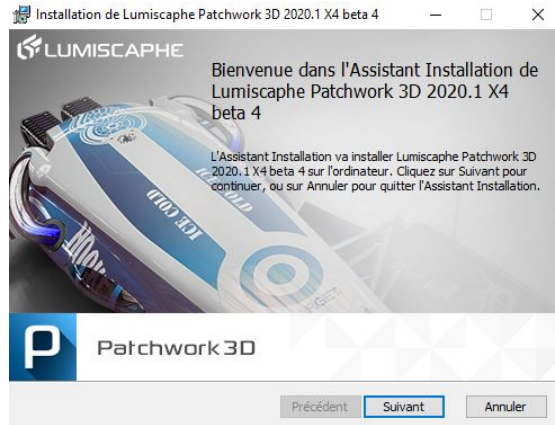 Installation de Lumiscaphe Patchwork 3D 2020.1 X4 beta 4
LUMISCAPHE
Bienvenue dans l'Assistant Installation de
Lumiscaphe Patchwork 3D 2020.1 X4
beta 4
L'Assistant Installation va installer Lumiscaphe Patchwork 3D
2020.1 X4 beta 4 sur l'ordinateur. Cliquez sur Suivant pour
continuer, ou sur Annuler pour quitter l'Assistant Installation.
ICE COLD
Patchwork 3D
Précédent
Suivant
Annuler